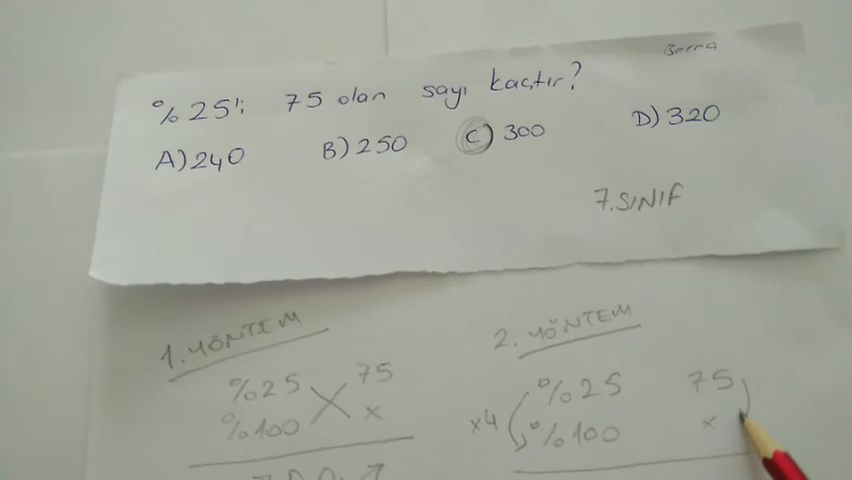 Berra
%25'i 75 olan sayı kaçtır?
A)240 B)250 C)300 D)320
7.SINIF
1.YÖNTEM
%25 75
%100 x
2. YÖNTEM
%25 75
x4 %100 x